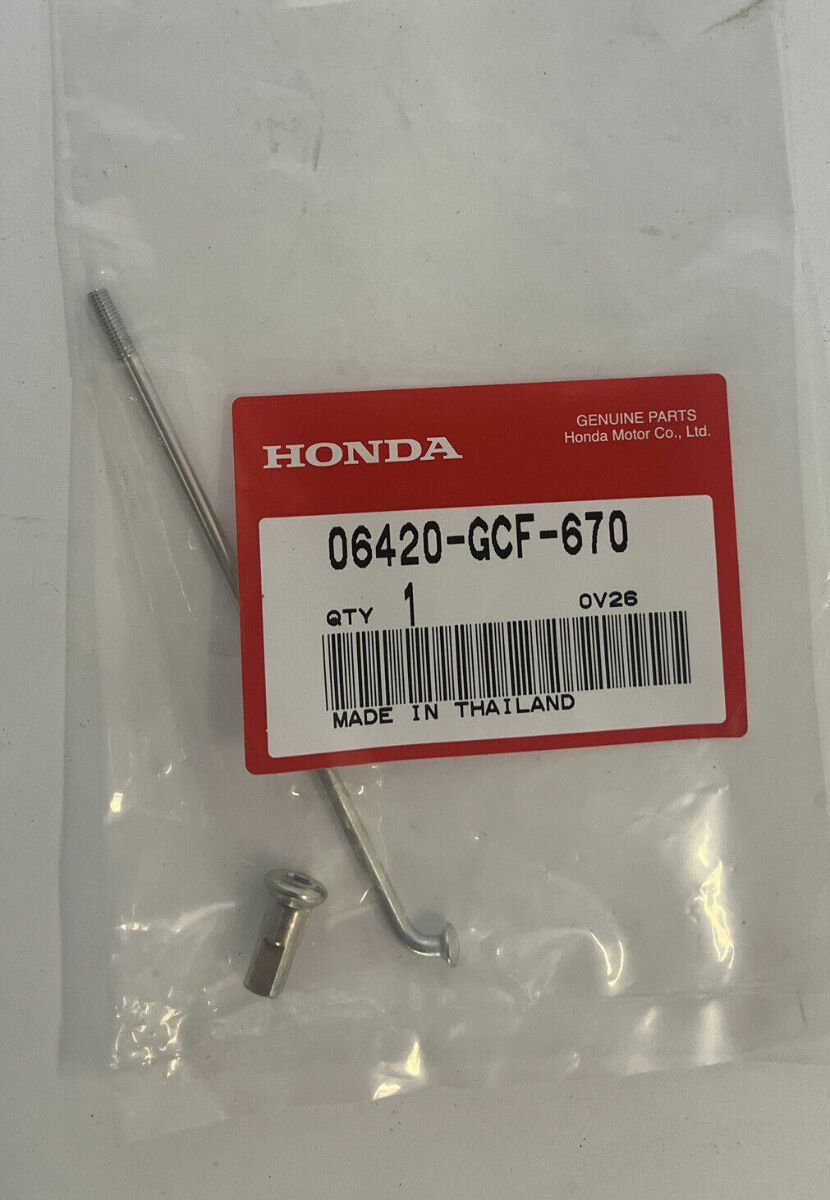 HONDA
GENUINE PARTS
Honda Motor Co., Ltd.
06420-GCF-670
QTY 1 0V26
MADE IN THAILAND